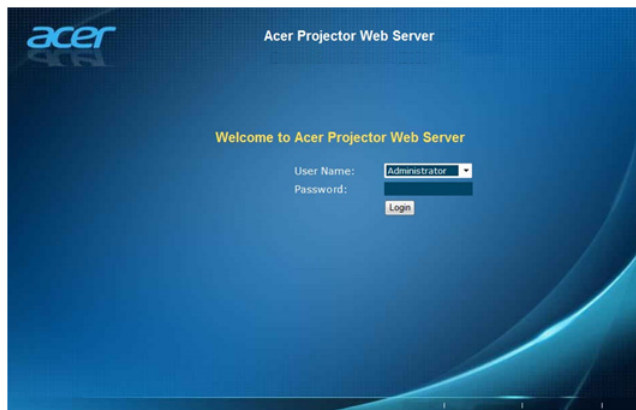 acer
Acer Projector Web Server
Welcome to Acer Projector Web Server
User Name: Administrator
Password:
Login